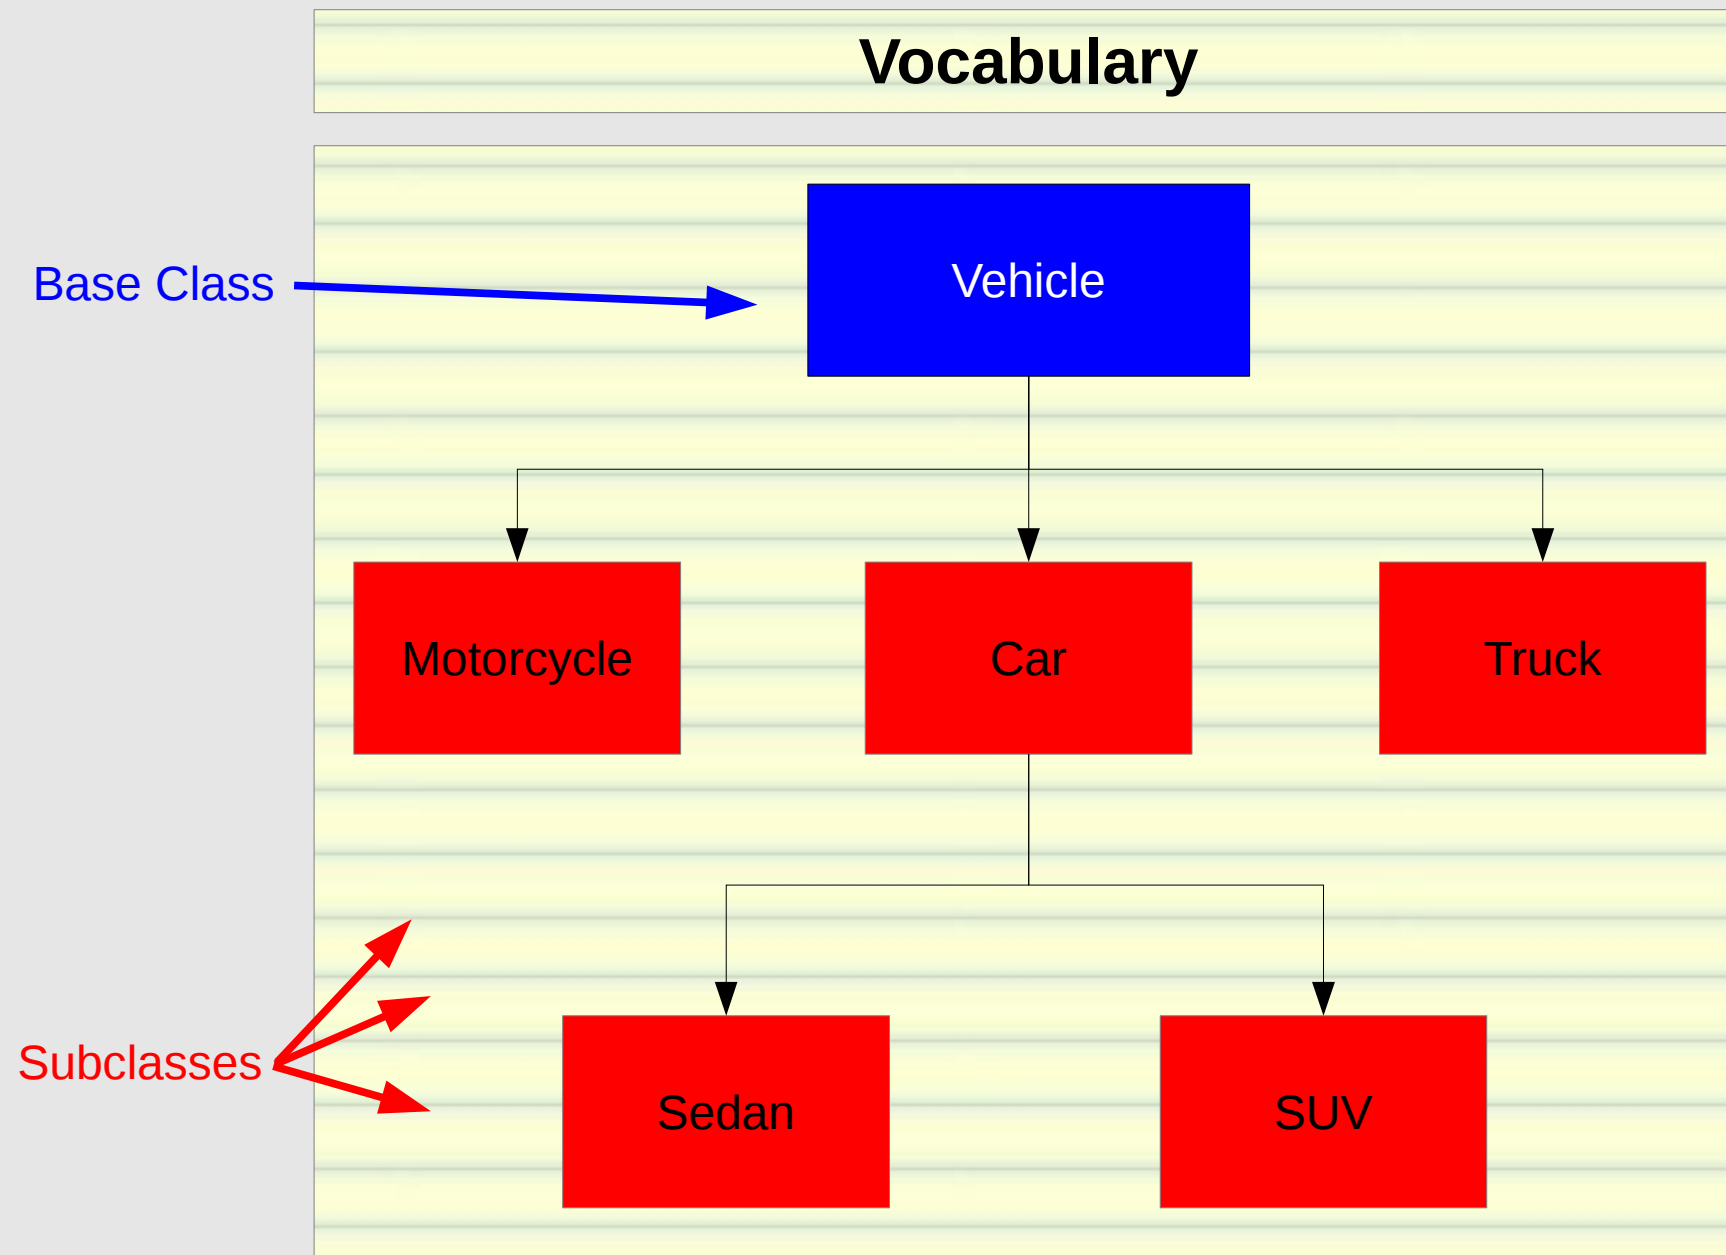 Vocabulary
Base Class
Vehicle
Motorcycle
Car
Truck
Subclasses
Sedan
SUV